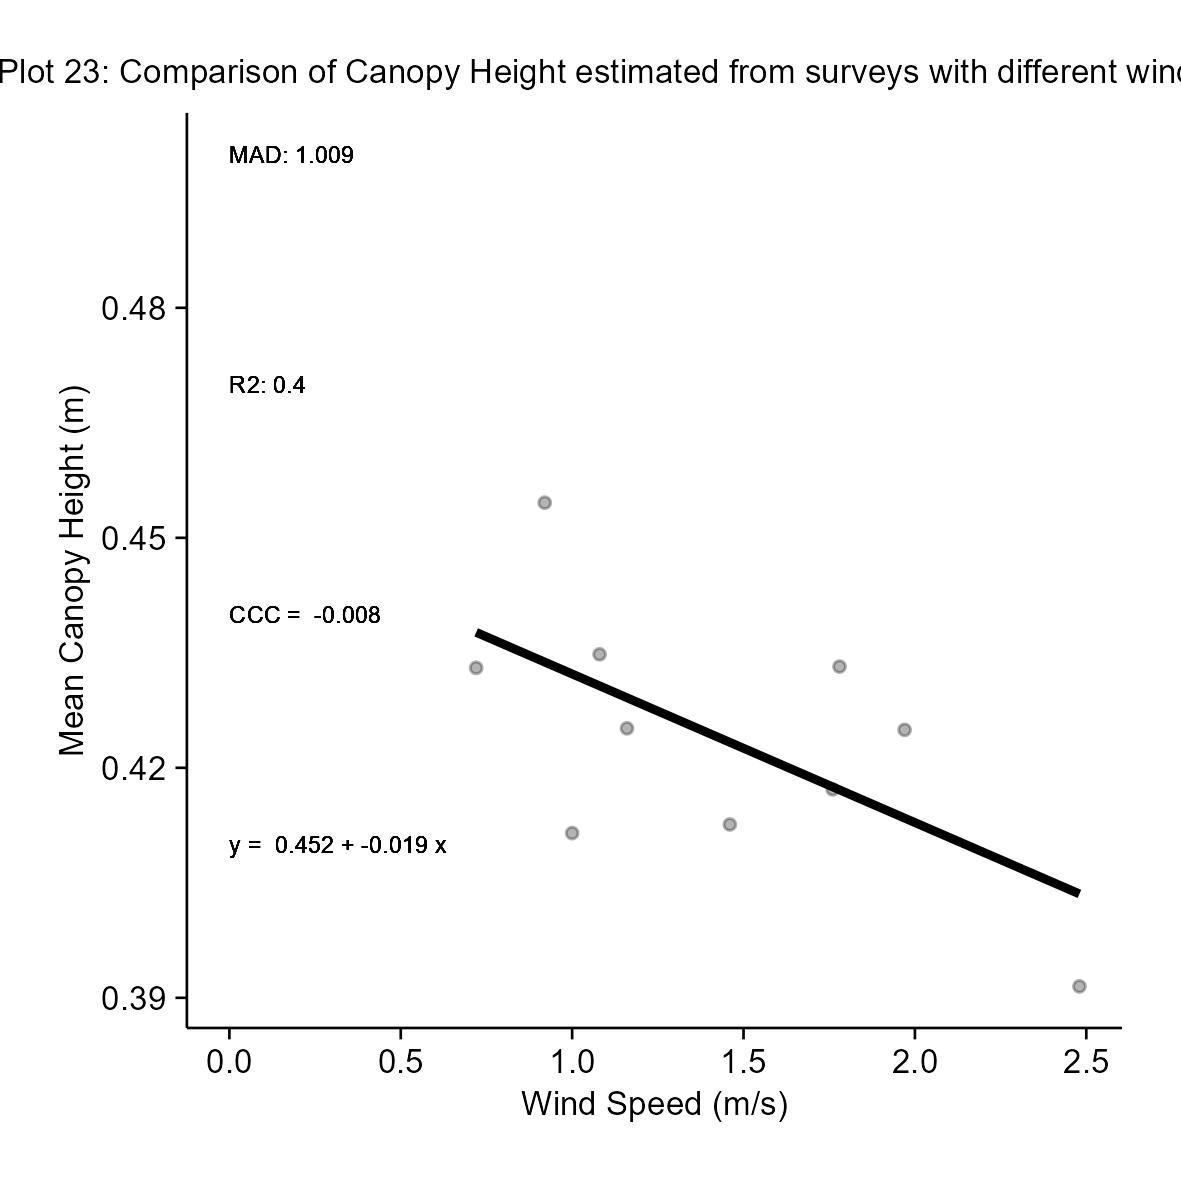 Plot 23: Comparison of Canopy Height estimated from surveys with different
MAD: 1.009
0.48
R2: 0.4
0.45
CCC =  -0.008
0.42
y =  0.452 + -0.019 x
0.39
Mean Canopy Height (m)
0.0 0.5 1.0 1.5 2.0 2.5
Wind Speed (m/s)